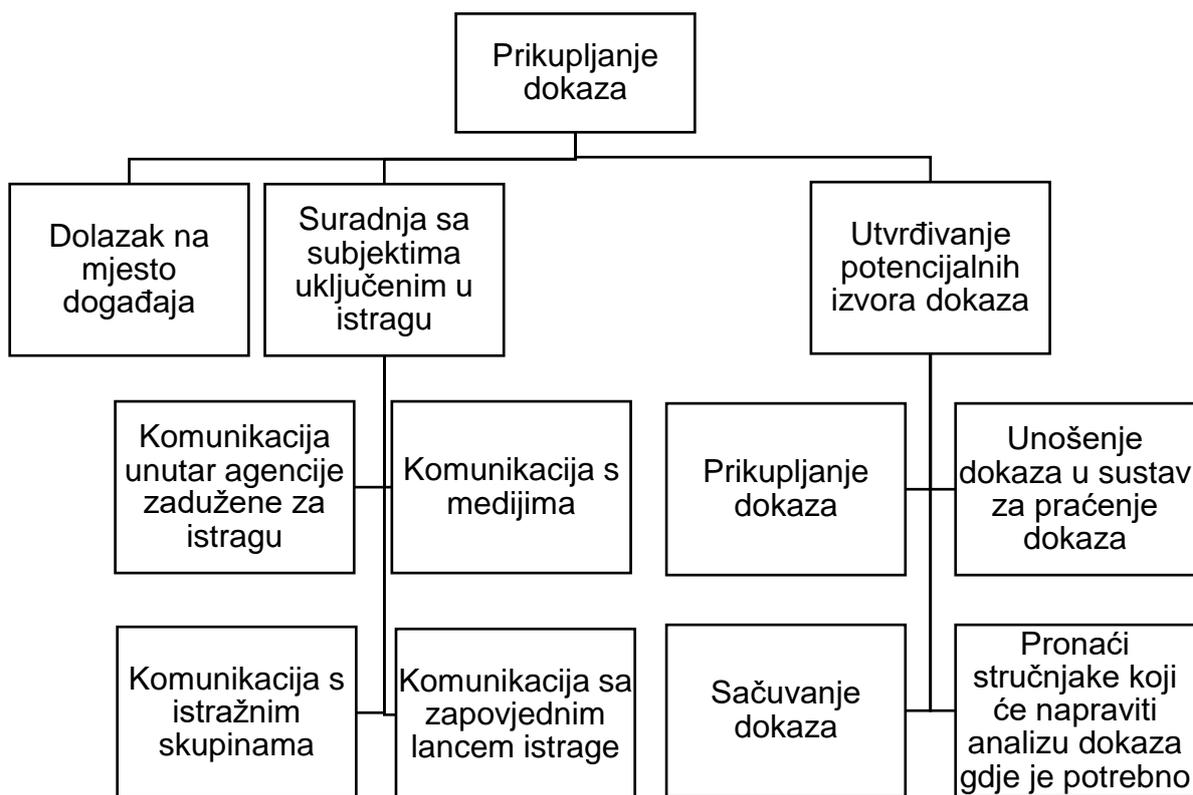 Prikupljanje
dokaza
Dolazak na
mjesto
događaja
Suradnja sa
subjektima
uključenim u
istragu
Utvrđivanje
potencijalnih
izvora dokaza
Komunikacija
unutar agencije
zadužene za
istragu
Komunikacija s
medijima
Prikupljanje
dokaza
Unošenje
dokaza u sustav
za praćenje
dokaza
Komunikacija s
istražnim
skupinama
Komunikacija sa
zapovjednim
lancem istrage
Sačuvanje
dokaza
Pronaći
stručnjake koji
će napraviti
analizu dokaza
gdje je potrebno